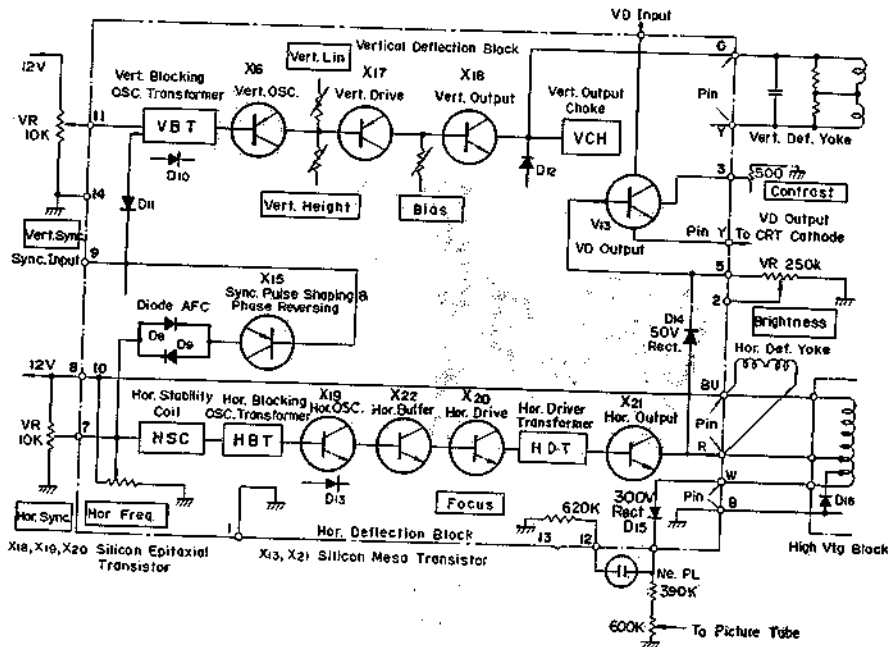 VD Input
12V
Vertical Deflection Block
G
Vert. Blocking
OSC. Transformer
X16
Vert. OSC.
Vert. Lin
X17
Vert. Drive
X18
Vert. Output
Vert. Output
Choke
Pin
VR
10K
11
VBT
VCH
Y
Vert. Def. Yoke
D10
D12
14
D11
Vert. Height
Bias
3
500
Contrast
Vert. Sync
V13
VD Output
Pin Y
VD Output
To CRT Cathode
Sync. Input
9
X15
Sync. Pulse Shaping &
Phase Reversing
5
VR 250k
2
Diode AFC
D8
D9
D14
50V
Rect.
Brightness
Hor. Def. Yoke
12V
8
10
BU
Hor. Stability
Coil
Hor. Blocking
OSC. Transformer
X19
Hor. OSC.
X22
Hor. Buffer
X20
Hor. Drive
Hor. Driver
Transformer
X21
Hor. Output
Pin
VR
10K
7
HSC
HBT
HDT
R
W
D13
Focus
300V
Rect
D15
Pin
B
D16
Hor. Sync.
Hor Freq.
1
620K
Hor. Deflection Block
13
12
High Vtg Block
X18, X19, X20 Silicon Epitaxial
Transistor
X13, X21 Silicon Mesa Transistor
Ne. PL
390K
600K
To Picture Tube